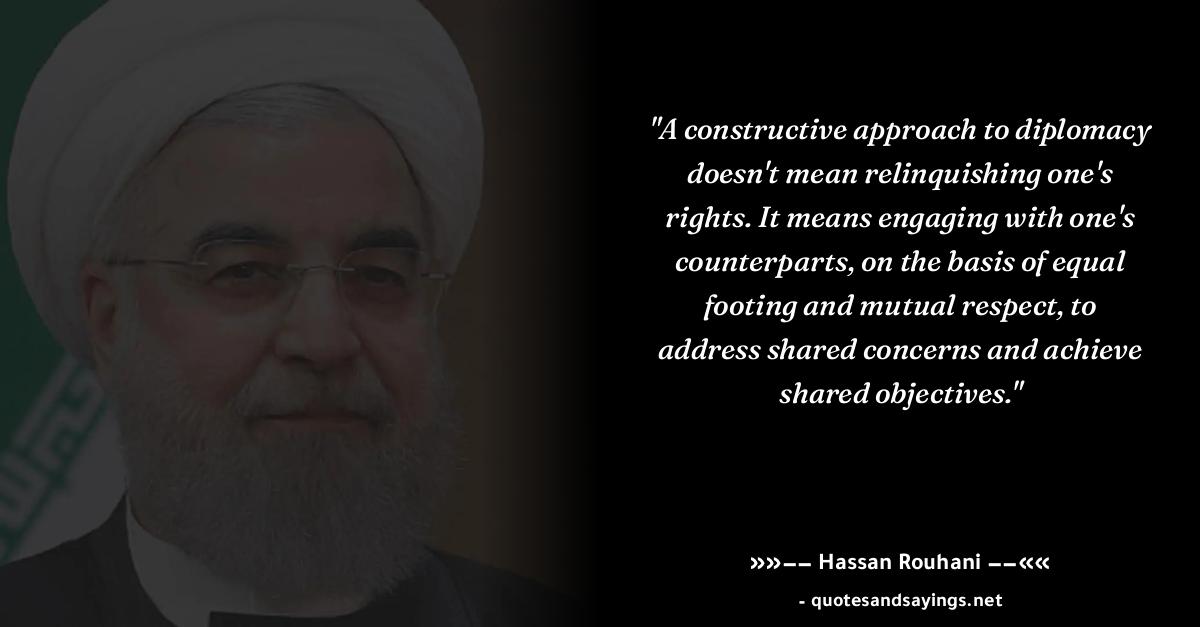 "A constructive approach to diplomacy
doesn't mean relinquishing one's
rights. It means engaging with one's
counterparts, on the basis of equal
footing and mutual respect, to
address shared concerns and achieve
shared objectives."
»»−− Hassan Rouhani −−««
- quotesandsayings.net